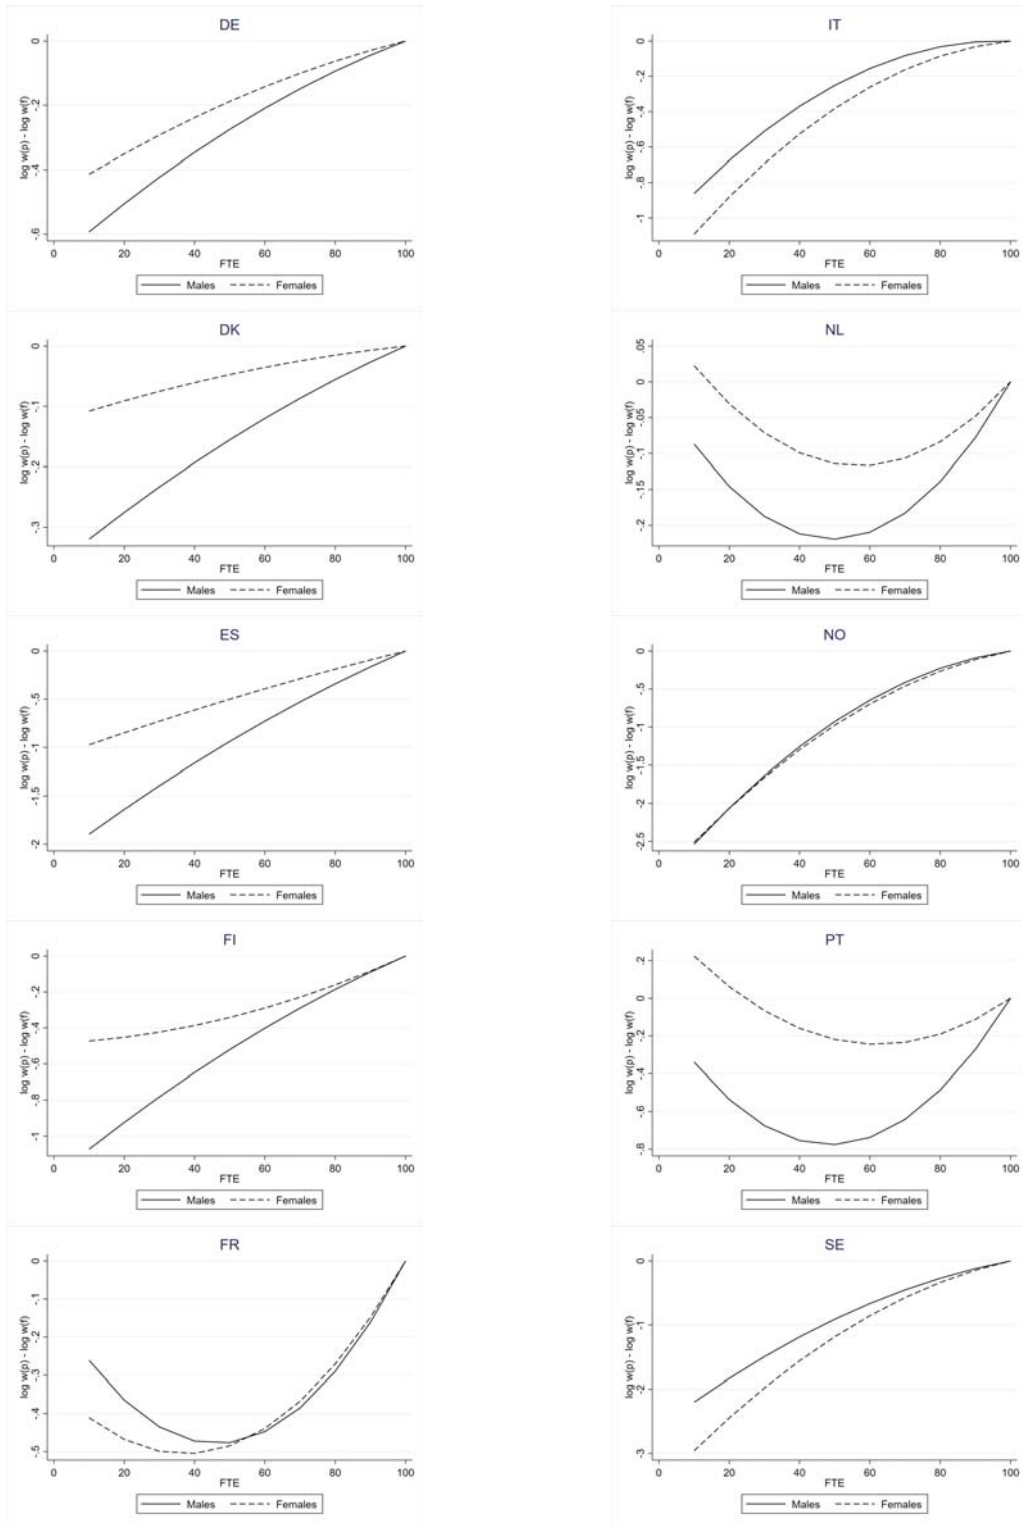 DE
log w(p) - log w(f)
0
-.2
-.4
-.6
0 20 40 60 80 100
FTE
Males Females
IT
log w(p) - log w(f)
0
-.2
-.4
-.6
-.8
-1
0 20 40 60 80 100
FTE
Males Females
DK
log w(p) - log w(f)
0
-.1
-.2
-.3
0 20 40 60 80 100
FTE
Males Females
NL
log w(p) - log w(f)
.05
0
-.05
-.1
-.15
-.2
0 20 40 60 80 100
FTE
Males Females
ES
log w(p) - log w(f)
0
-.5
-1
-1.5
-2
0 20 40 60 80 100
FTE
Males Females
NO
log w(p) - log w(f)
0
-.5
-1
-1.5
-2
-2.5
0 20 40 60 80 100
FTE
Males Females
FI
log w(p) - log w(f)
0
-.2
-.4
-.6
-.8
-1
0 20 40 60 80 100
FTE
Males Females
PT
log w(p) - log w(f)
.2
0
-.2
-.4
-.6
-.8
0 20 40 60 80 100
FTE
Males Females
FR
log w(p) - log w(f)
0
-.1
-.2
-.3
-.4
-.5
0 20 40 60 80 100
FTE
Males Females
SE
log w(p) - log w(f)
0
-.1
-.2
-.3
0 20 40 60 80 100
FTE
Males Females